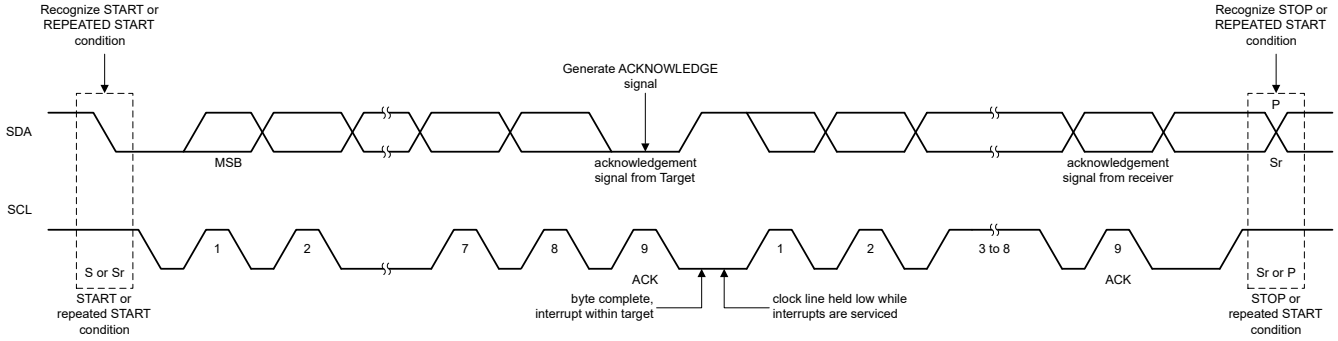 Recognize START or
REPEATED START
condition
Recognize STOP or
REPEATED START
condition
Generate ACKNOWLEDGE
signal
P
SDA
MSB
acknowledgement
signal from Target
acknowledgement
signal from receiver
Sr
SCL
1
2
7
8
9
1
2
3 to 8
9
S or Sr
ACK
ACK
Sr or P
START or
repeated START
condition
byte complete,
interrupt within target
clock line held low while
interrupts are serviced
STOP or
repeated START
condition